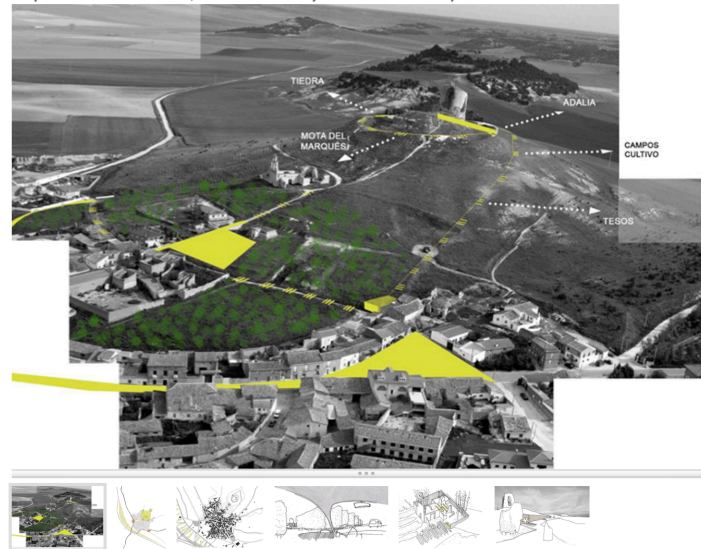 TIEDRA
ADALIA
MOTA DEL
MARQUÉS
CAMPOS
CULTIVO
TESOS